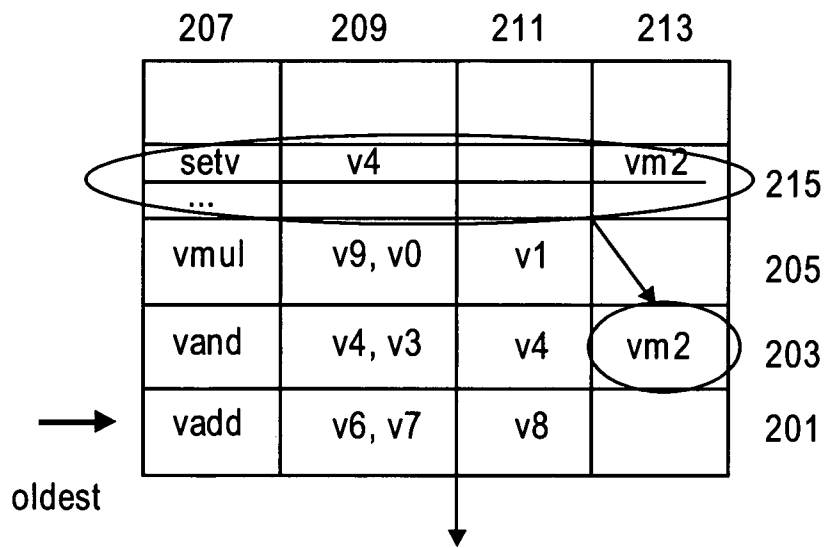 207 209 211 213
setv v4 vm2
215
...
vmul v9, v0 v1 205
vand v4, v3 v4 vm2 203
vadd v6, v7 v8 201
oldest